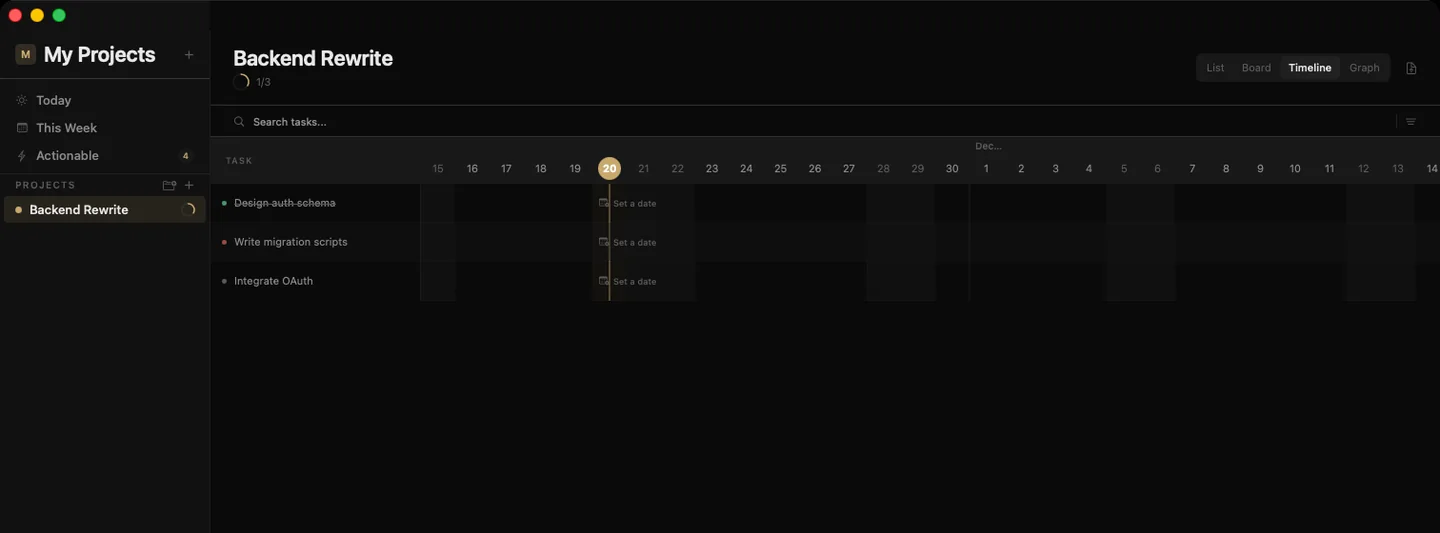 M My Projects
Today
This Week
Actionable 4
PROJECTS
Backend Rewrite
Backend Rewrite
1/3
List Board Timeline Graph
Search tasks...
Dec...
TASK 15 16 17 18 19 20 21 22 23 24 25 26 27 28 29 30 1 2 3 4 5 6 7 8 9 10 11 12 13 14
Design auth schema Set a date
Write migration scripts Set a date
Integrate OAuth Set a date